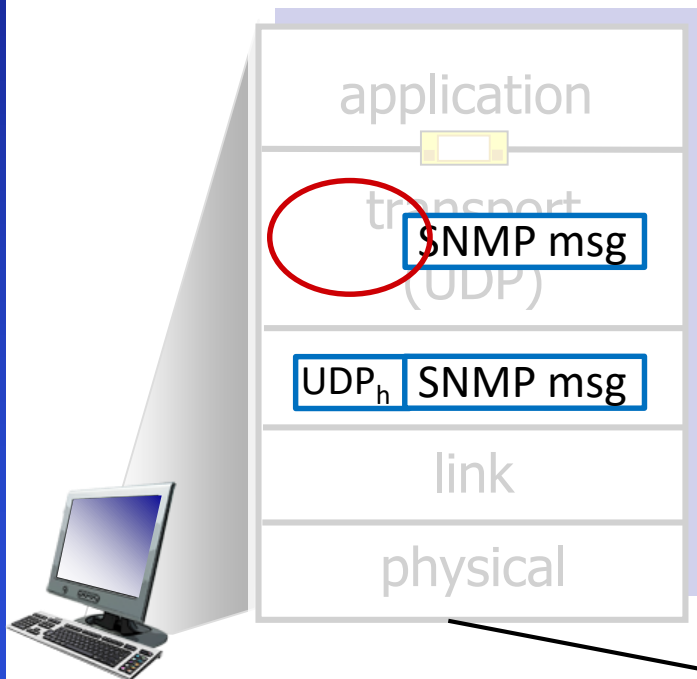 application
transport
SNMP msg
(UDP)
UDPh SNMP msg
link
physical